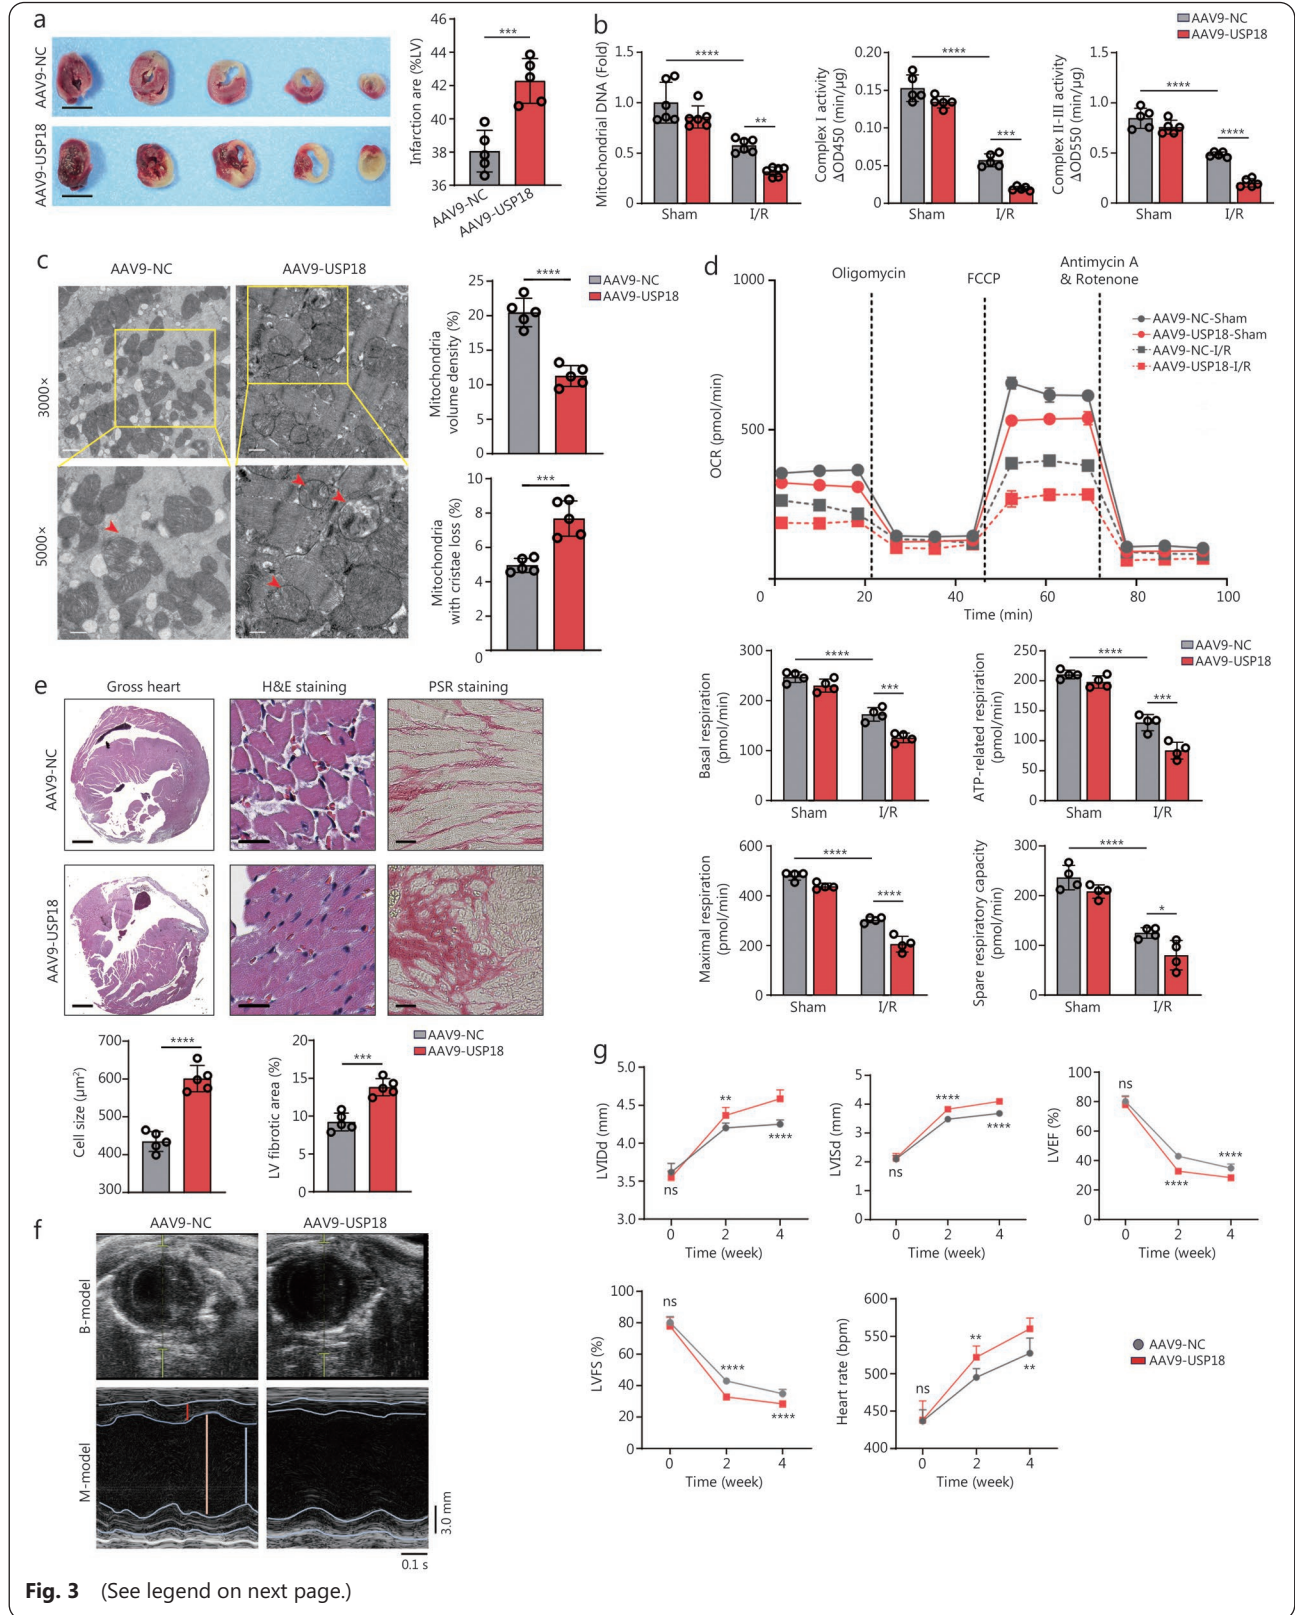 a
AAV9-NC
AAV9-USP18
Infarction are (%LV)
46
44
42
40
38
36
***
AAV9-NC
AAV9-USP18
b
AAV9-NC
AAV9-USP18
Mitochondrial DNA (Fold)
1.5
1.0
0.5
0
****
**
Sham
I/R
Complex I activity
ΔOD450 (min/μg)
0.20
0.15
0.10
0.05
0
****
***
Sham
I/R
Complex II-III activity
ΔOD550 (min/μg)
1.5
1.0
0.5
0
****
****
Sham
I/R
c
AAV9-NC
AAV9-USP18
3000×
5000×
AAV9-NC
AAV9-USP18
Mitochondria
volume density (%)
25
20
15
10
5
0
****
Mitochondria
with cristae loss (%)
10
8
6
4
2
0
***
d
Oligomycin
FCCP
Antimycin A
& Rotenone
AAV9-NC-Sham
AAV9-USP18-Sham
AAV9-NC-I/R
AAV9-USP18-I/R
OCR (pmol/min)
1000
500
0
20
40
60
80
100
Time (min)
AAV9-NC
AAV9-USP18
Basal respiration
(pmol/min)
300
200
100
0
****
***
Sham
I/R
ATP-related respiration
(pmol/min)
250
200
150
100
50
0
****
***
Sham
I/R
Maximal respiration
(pmol/min)
600
400
200
0
****
****
Sham
I/R
Spare respiratory capacity
(pmol/min)
300
200
100
0
****
*
Sham
I/R
e
Gross heart
H&E staining
PSR staining
AAV9-NC
AAV9-USP18
AAV9-NC
AAV9-USP18
Cell size (μm²)
700
600
500
400
300
****
LV fibrotic area (%)
20
15
10
5
0
***
f
AAV9-NC
AAV9-USP18
B-model
M-model
3.0 mm
0.1 s
g
LVIDd (mm)
5.0
4.5
4.0
3.5
3.0
ns
**
****
0
2
4
Time (week)
LVISd (mm)
5
4
3
2
1
0
ns
****
****
0
2
4
Time (week)
LVEF (%)
100
80
60
40
20
0
ns
****
****
0
2
4
Time (week)
LVFS (%)
100
80
60
40
20
0
ns
****
****
0
2
4
Time (week)
Heart rate (bpm)
600
550
500
450
400
ns
**
**
0
2
4
Time (week)
AAV9-NC
AAV9-USP18
Fig. 3 (See legend on next page.)